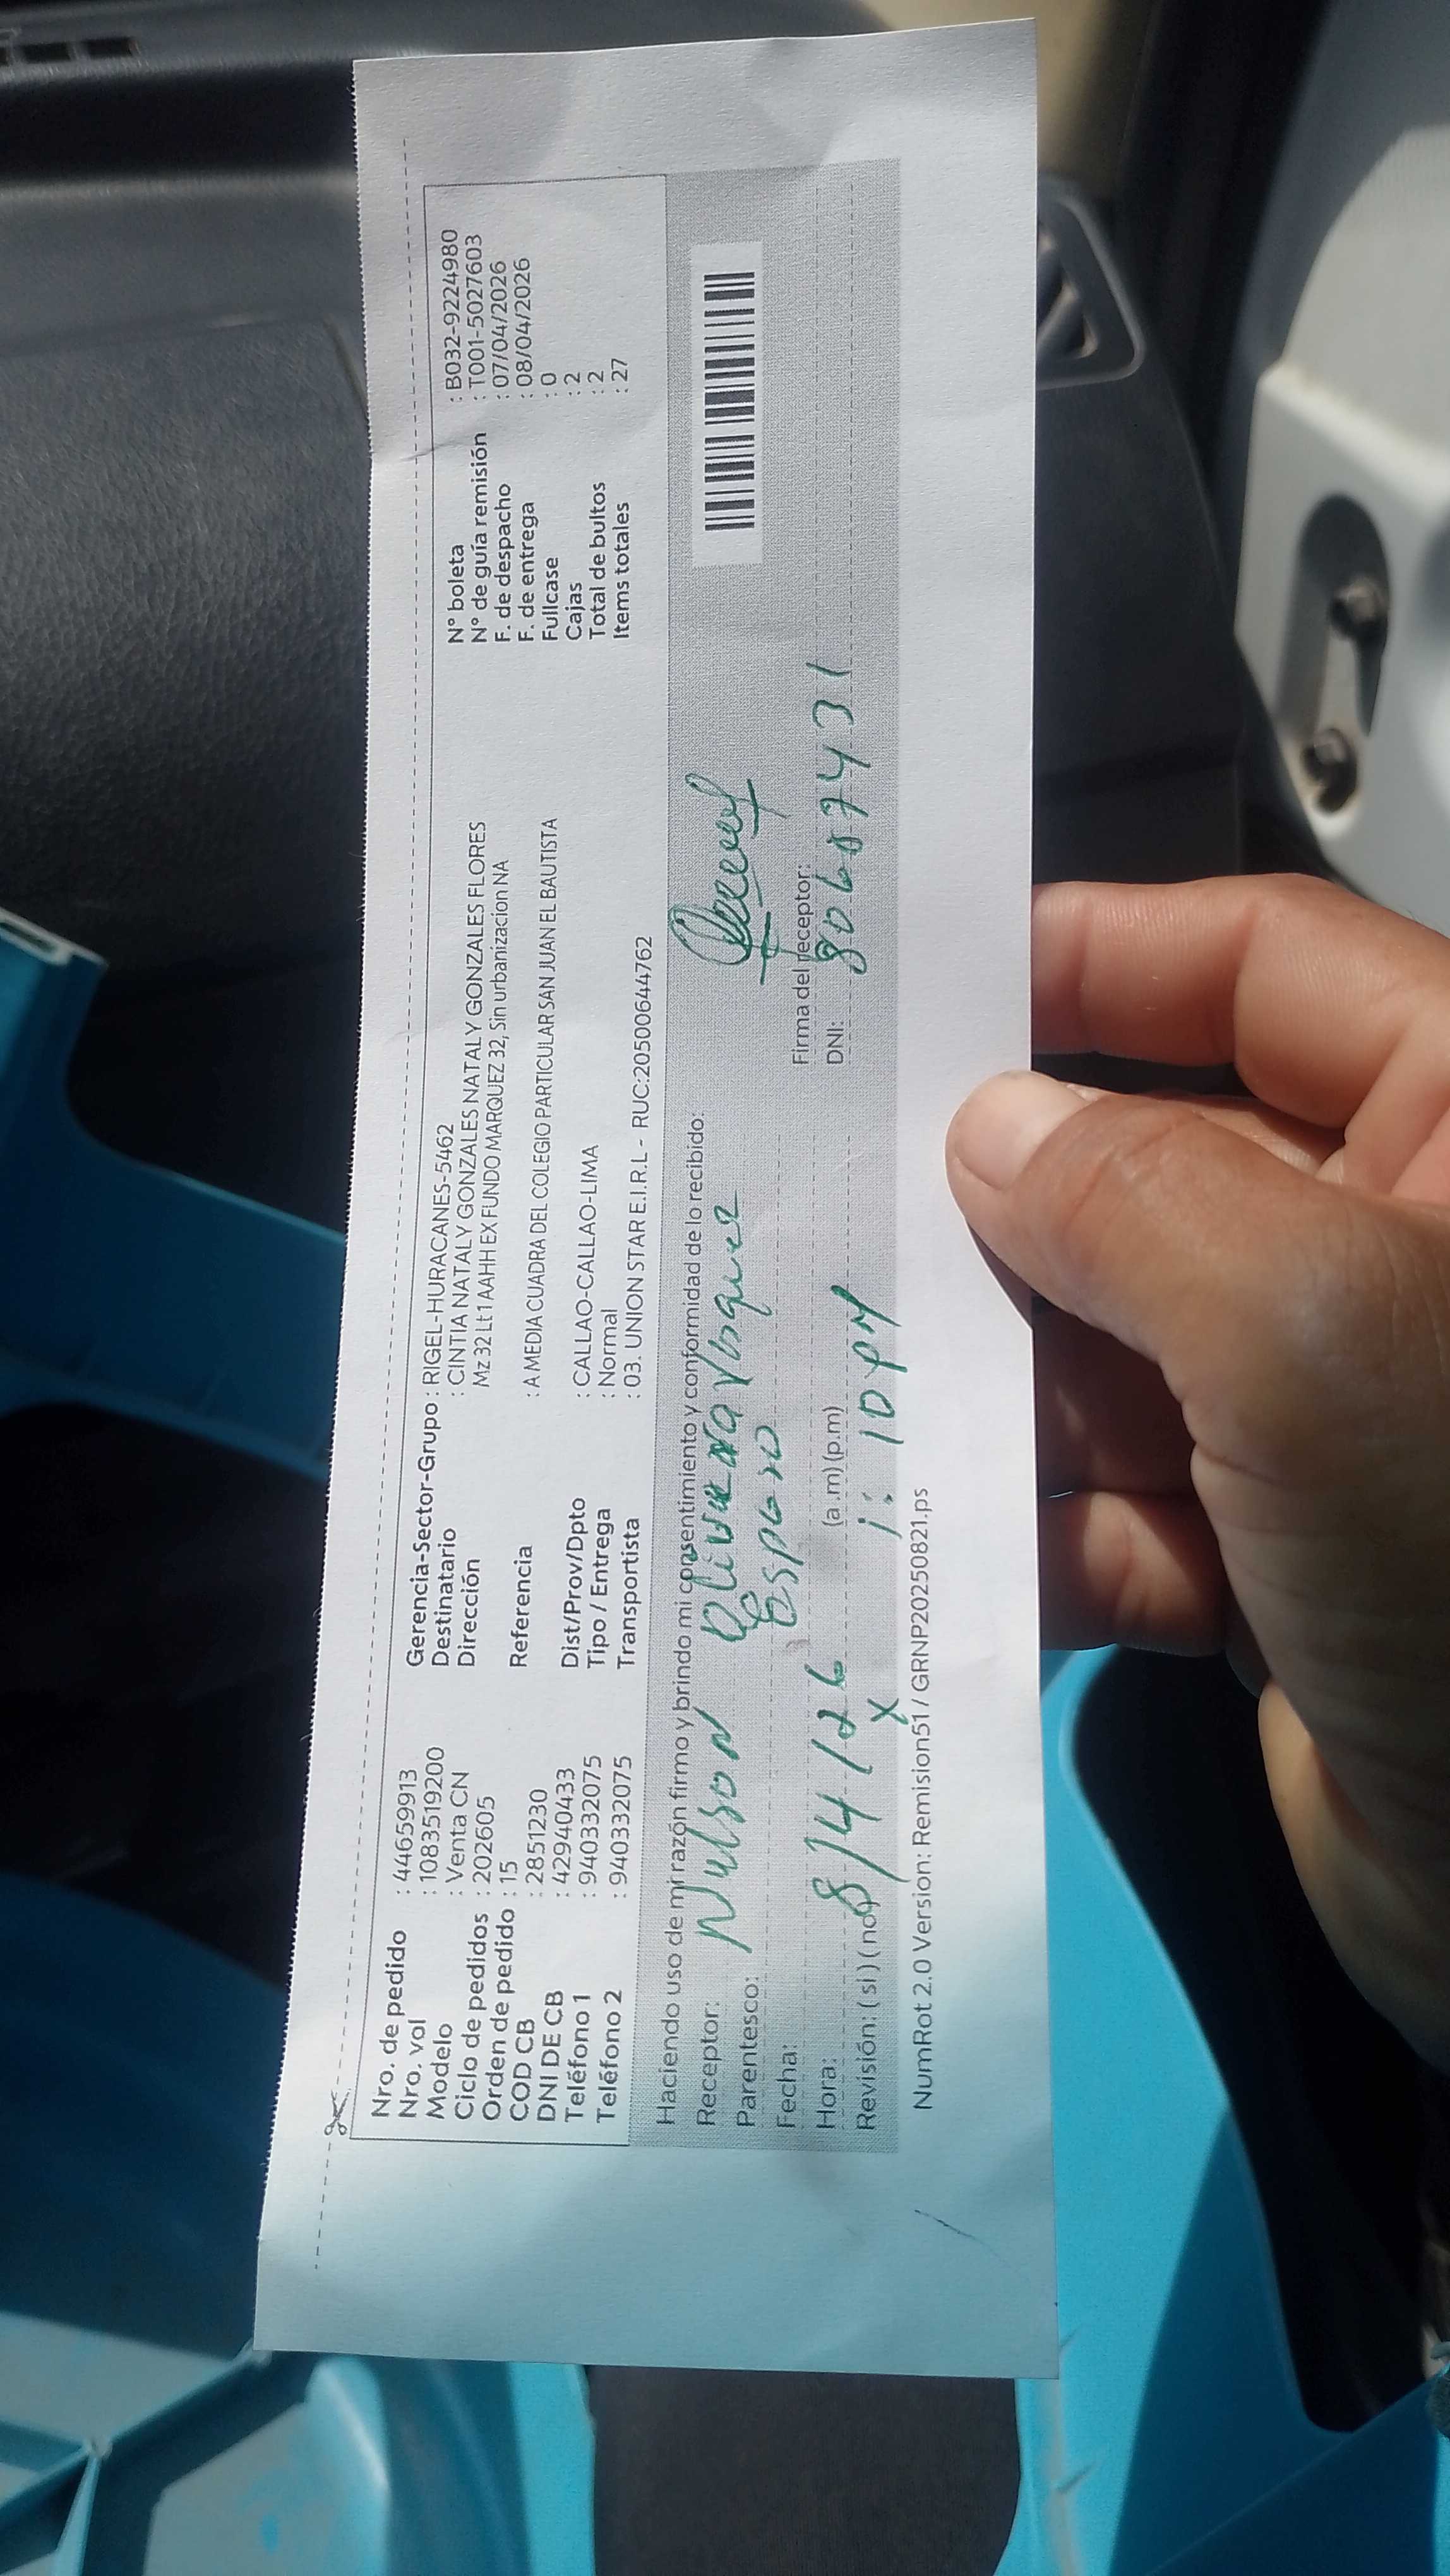 Nro. de pedido : 44659913
Nro. vol : 1083519200
Modelo : Venta CN
Ciclo de pedidos : 202605
Orden de pedido : 15
COD CB : 2851230
DNI DE CB : 42940433
Teléfono 1 : 940332075
Teléfono 2 : 940332075
Gerencia-Sector-Grupo : RIGEL-HURACANES-5462
Destinatario : CINTIA NATALY GONZALES NATALY GONZALES FLORES
Dirección Mz 32 Lt 1 AAHH EX FUNDO MARQUEZ 32, Sin urbanizacion NA
Referencia : A MEDIA CUADRA DEL COLEGIO PARTICULAR SAN JUAN EL BAUTISTA
Dist/Prov/Dpto : CALLAO-CALLAO-LIMA
Tipo / Entrega : Normal
Transportista : 03. UNION STAR E.I.R.L - RUC:20500644762
N° boleta : B032-9224980
N° de guía remisión : T001-5027603
F. de despacho : 07/04/2026
F. de entrega : 08/04/2026
Fullcase : 0
Cajas : 2
Total de bultos : 2
Items totales : 27
Haciendo uso de mi razón firmo y brindo mi consentimiento y conformidad de lo recibido:
Receptor:
Parentesco: Esposo
Fecha: 8/4/26
Hora: (a.m) (p.m) 1:10 PM
Revisión: ( si ) ( no ) X
Firma del receptor:
DNI: 80687431
NumRot 2.0 Version: Remision51 / GRNP20250821.ps